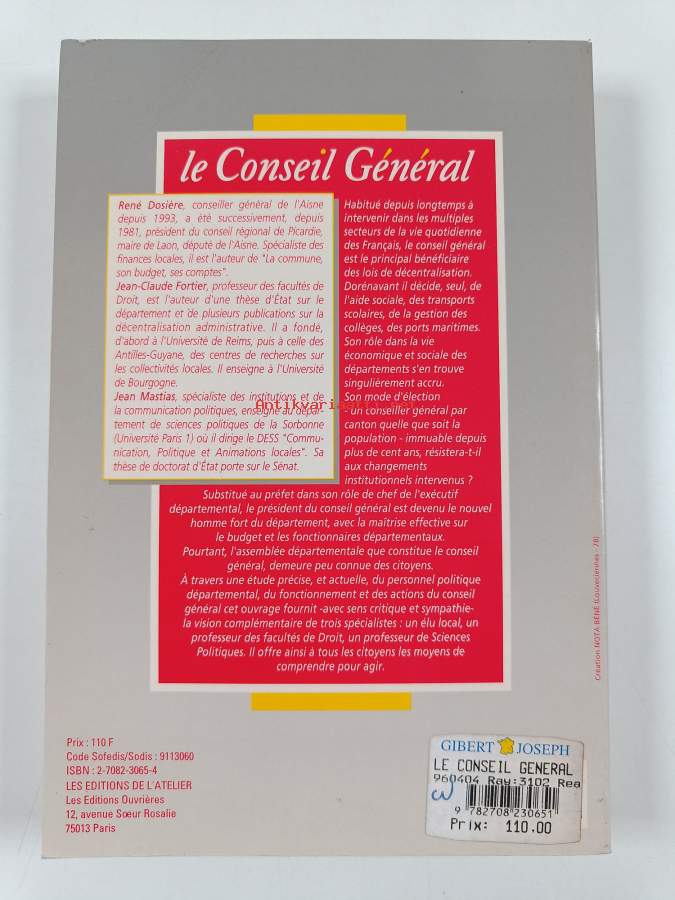 le Conseil Général
René Dosière, conseiller général de l'Aisne
depuis 1993, a été successivement, depuis
1981, président du conseil régional de Picardie,
maire de Laon, député de l'Aisne. Spécialiste des
finances locales, il est l'auteur de "La commune,
son budget, ses comptes".
Jean-Claude Fortier, professeur des facultés de
Droit, est l'auteur d'une thèse d'État sur le
département et de plusieurs publications sur la
décentralisation administrative. Il a fondé,
d'abord à l'Université de Reims, puis à celle des
Antilles-Guyane, des centres de recherches sur
les collectivités locales. Il enseigne à l'Université
de Bourgogne.
Jean Mastias, spécialiste des institutions et de
la communication politiques, enseigne au dépar-
tement de sciences politiques de la Sorbonne
(Université Paris 1) où il dirige le DESS "Commu-
nication, Politique et Animations locales". Sa
thèse de doctorat d'État porte sur le Sénat.
Habitué depuis longtemps à
intervenir dans les multiples
secteurs de la vie quotidienne
des Français, le conseil général
est le principal bénéficiaire
des lois de décentralisation.
Dorénavant il décide, seul, de
l'aide sociale, des transports
scolaires, de la gestion des
collèges, des ports maritimes.
Son rôle dans la vie
économique et sociale des
départements s'en trouve
singulièrement accru.
Son mode d'élection
- un conseiller général par
canton quelle que soit la
population - immuable depuis
plus de cent ans, résistera-t-il
aux changements
institutionnels intervenus ?
Substitué au préfet dans son rôle de chef de l'exécutif
départemental, le président du conseil général est devenu le nouvel
homme fort du département, avec la maîtrise effective sur
le budget et les fonctionnaires départementaux.
Pourtant, l'assemblée départementale que constitue le conseil
général, demeure peu connue des citoyens.
À travers une étude précise, et actuelle, du personnel politique
départemental, du fonctionnement et des actions du conseil
général cet ouvrage fournit -avec sens critique et sympathie-
la vision complémentaire de trois spécialistes : un élu local, un
professeur des facultés de Droit, un professeur de Sciences
Politiques. Il offre ainsi à tous les citoyens les moyens de
comprendre pour agir.
Antikvariaatti.net
Création NOTA BENE (Louveciennes - 78)
Prix : 110 F
Code Sofedis/Sodis : 9113060
ISBN : 2-7082-3065-4
LES EDITIONS DE L'ATELIER
Les Editions Ouvrières
12, avenue Sœur Rosalie
75013 Paris
GIBERT JOSEPH
LE CONSEIL GENERAL
960404 Ray:3102 Rea
9 782708 230651
Prix: 110.00